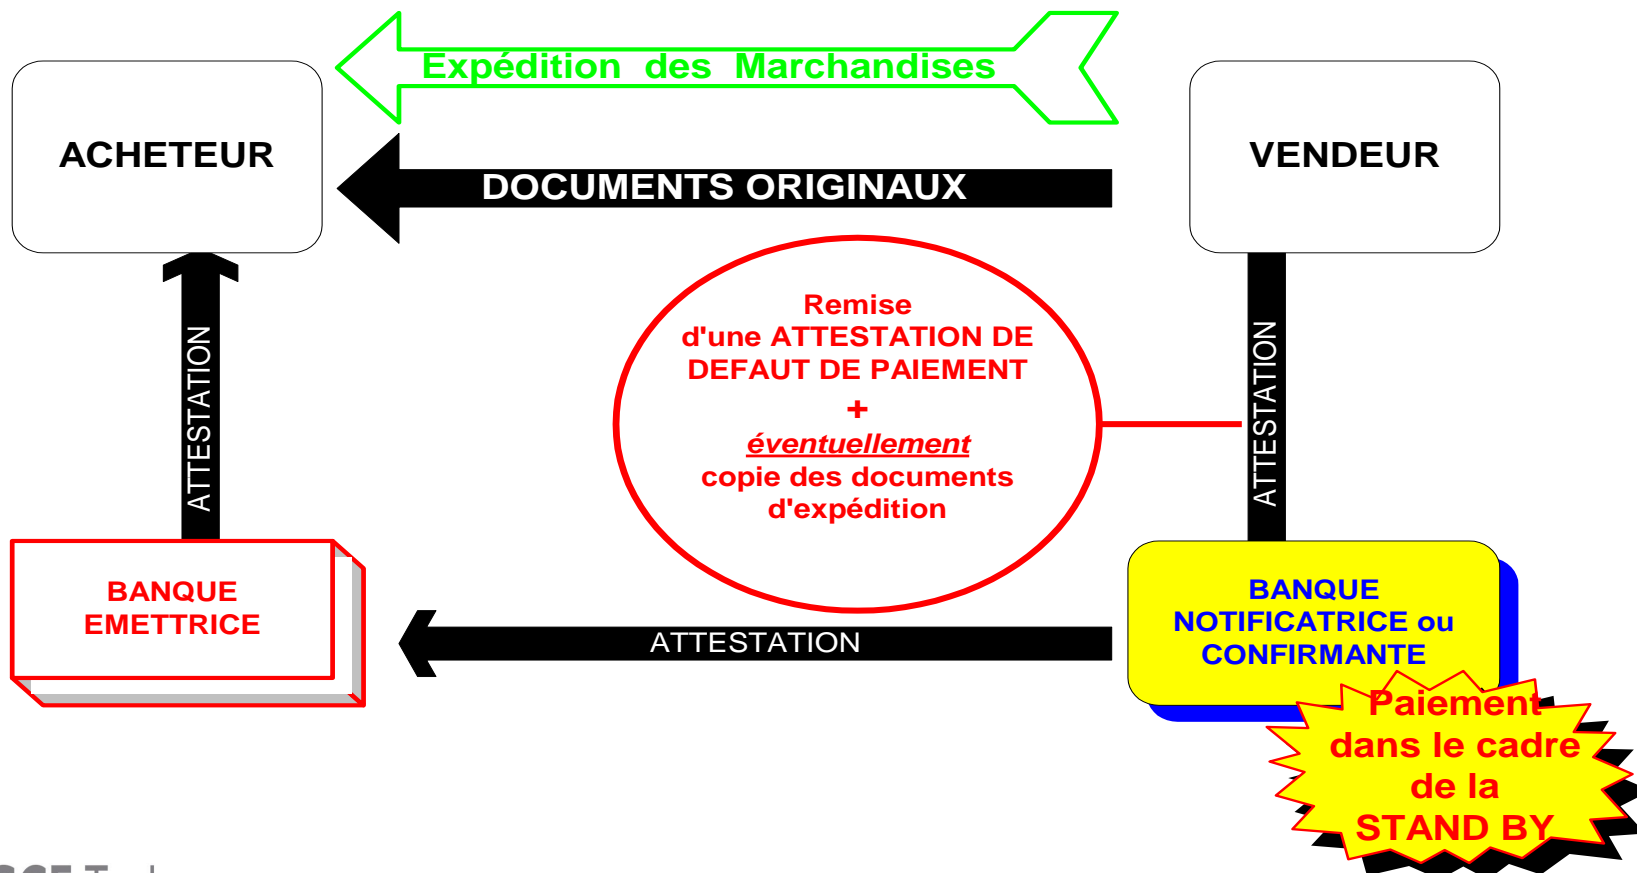 Expédition des Marchandises
ACHETEUR
VENDEUR
DOCUMENTS ORIGINAUX
Remise
d'une ATTESTATION DE
DEFAUT DE PAIEMENT
+
éventuellement
copie des documents
d'expédition
ATTESTATION
ATTESTATION
BANQUE
EMETTRICE
ATTESTATION
BANQUE
NOTIFICATRICE ou
CONFIRMANTE
Paiement
dans le cadre
de la
STAND BY